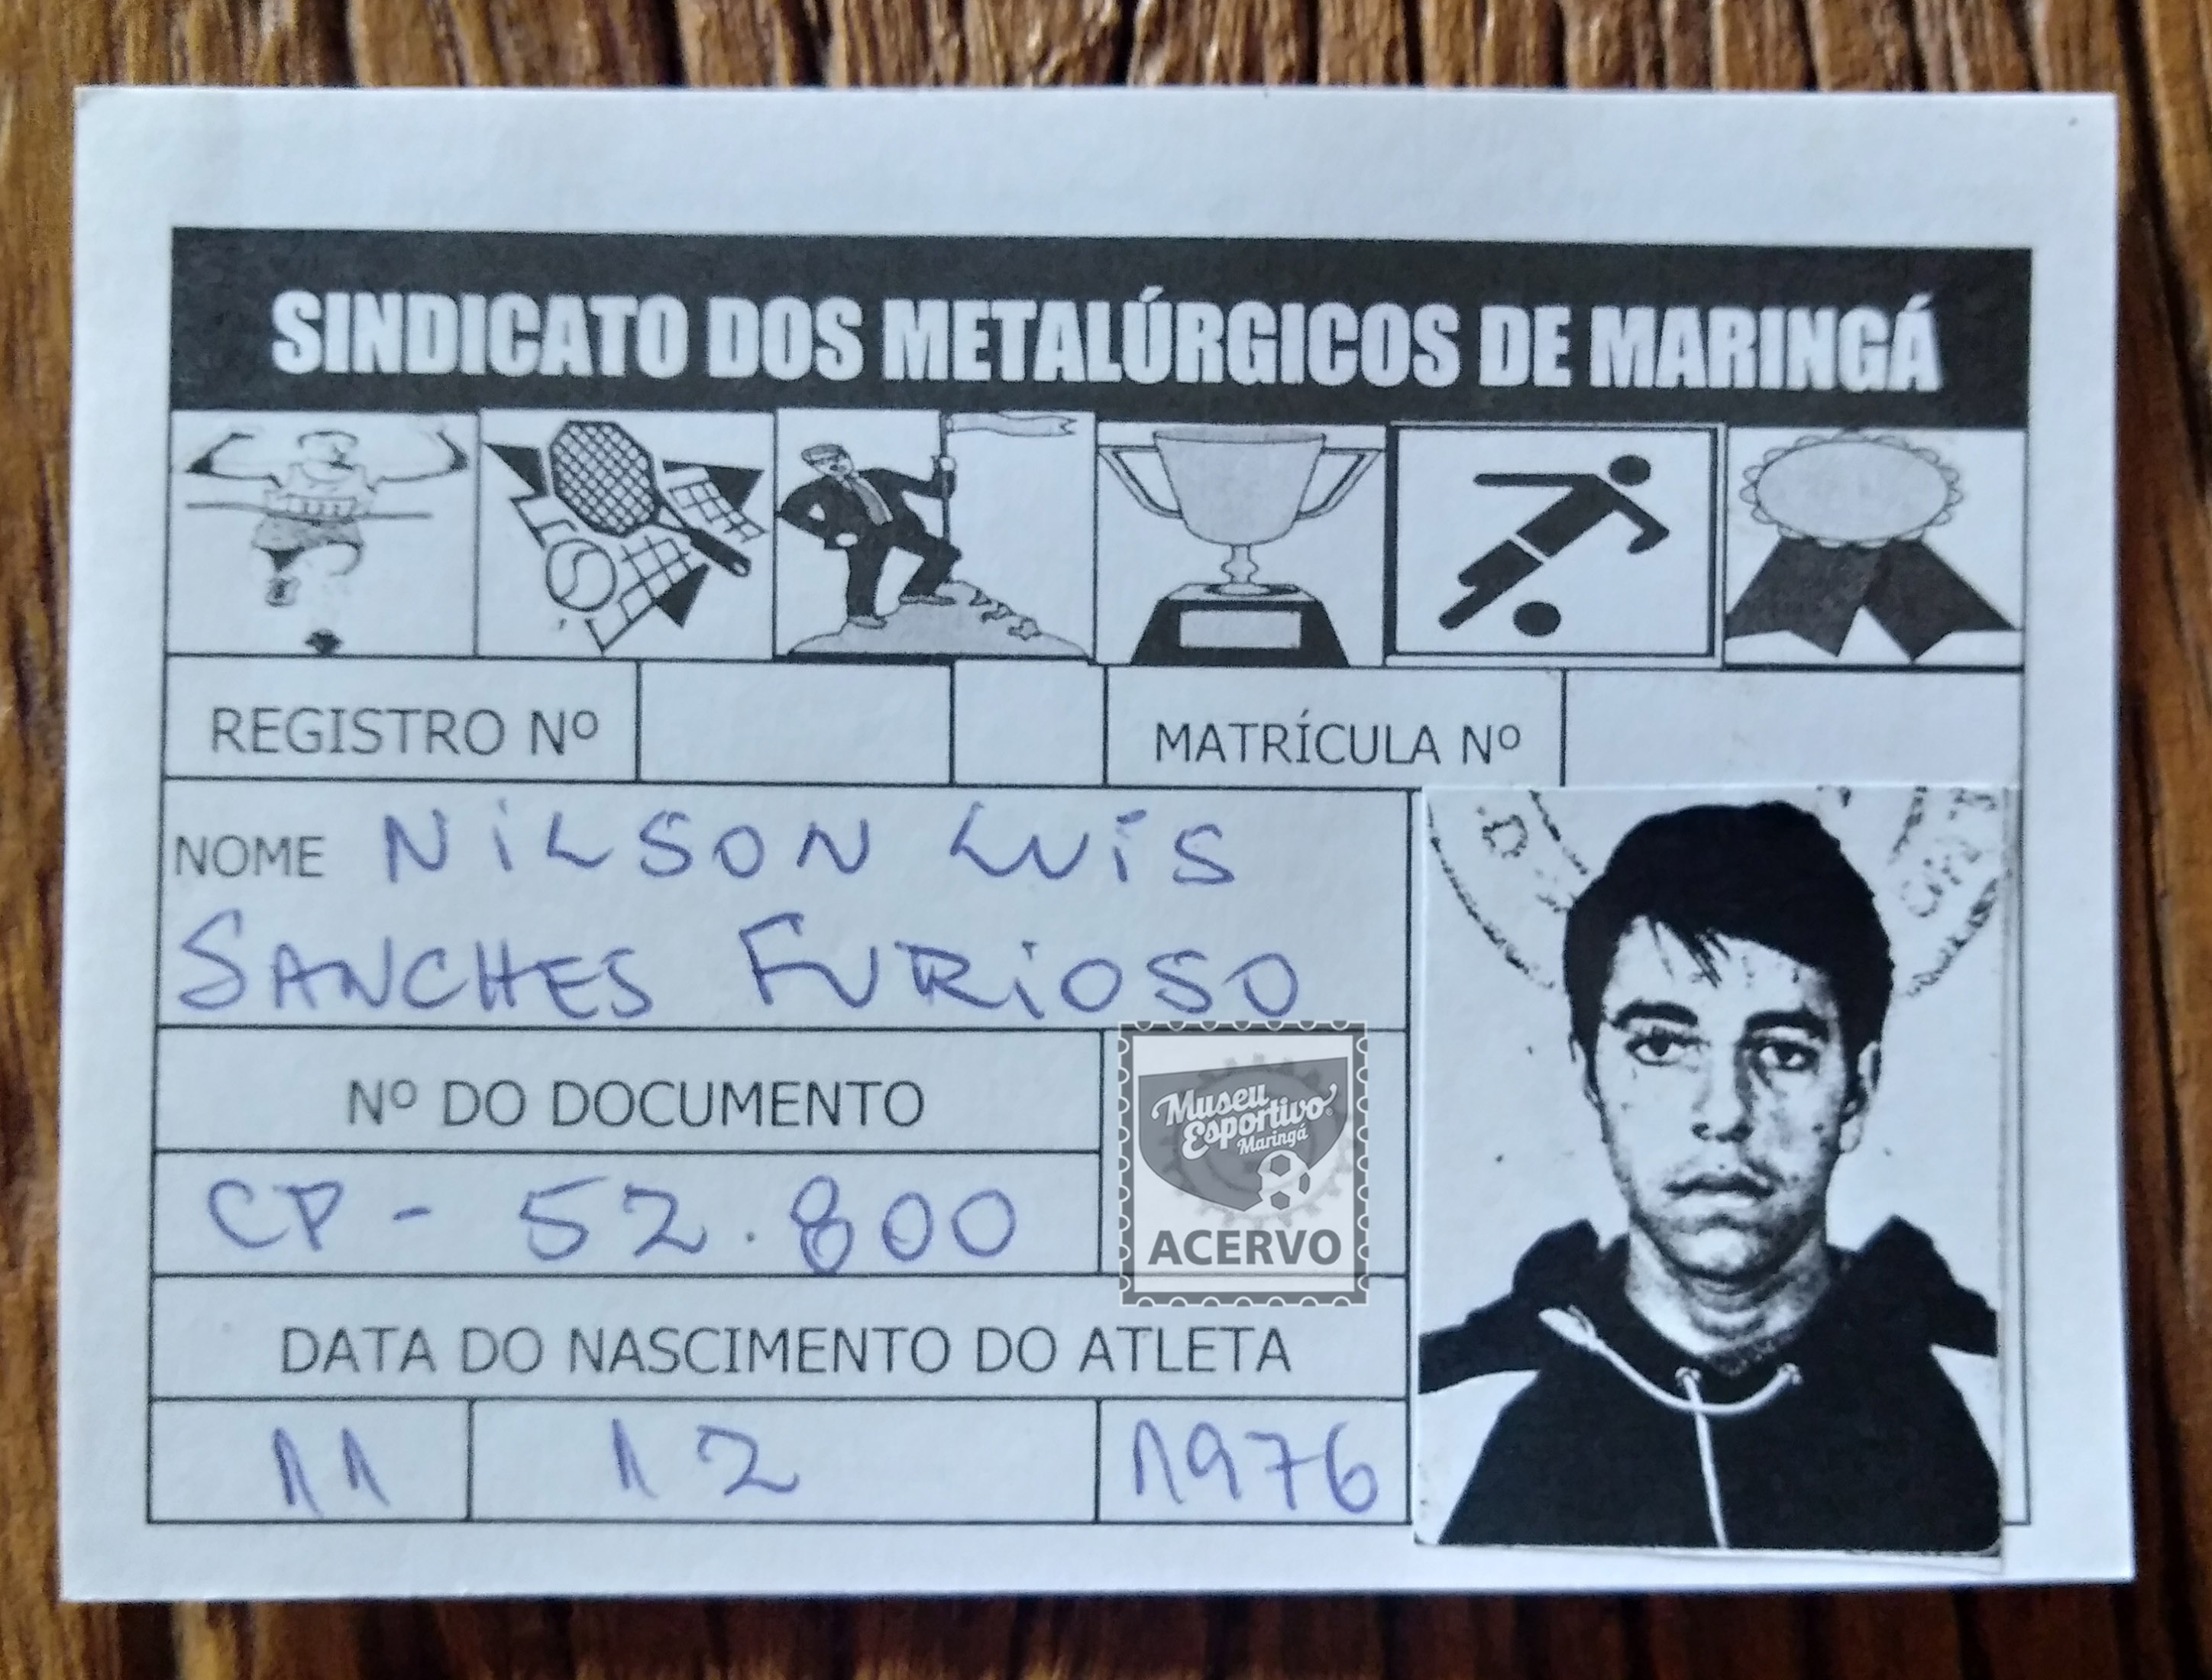 SINDICATO DOS METALÚRGICOS DE MARINGÁ
REGISTRO Nº
MATRÍCULA Nº
NOME NiLSON LUÍS
SANCHES FURiOSO
Nº DO DOCUMENTO
CP - 52.800
Museu
Esportivo
Maringá
ACERVO
DATA DO NASCIMENTO DO ATLETA
11 12 1976